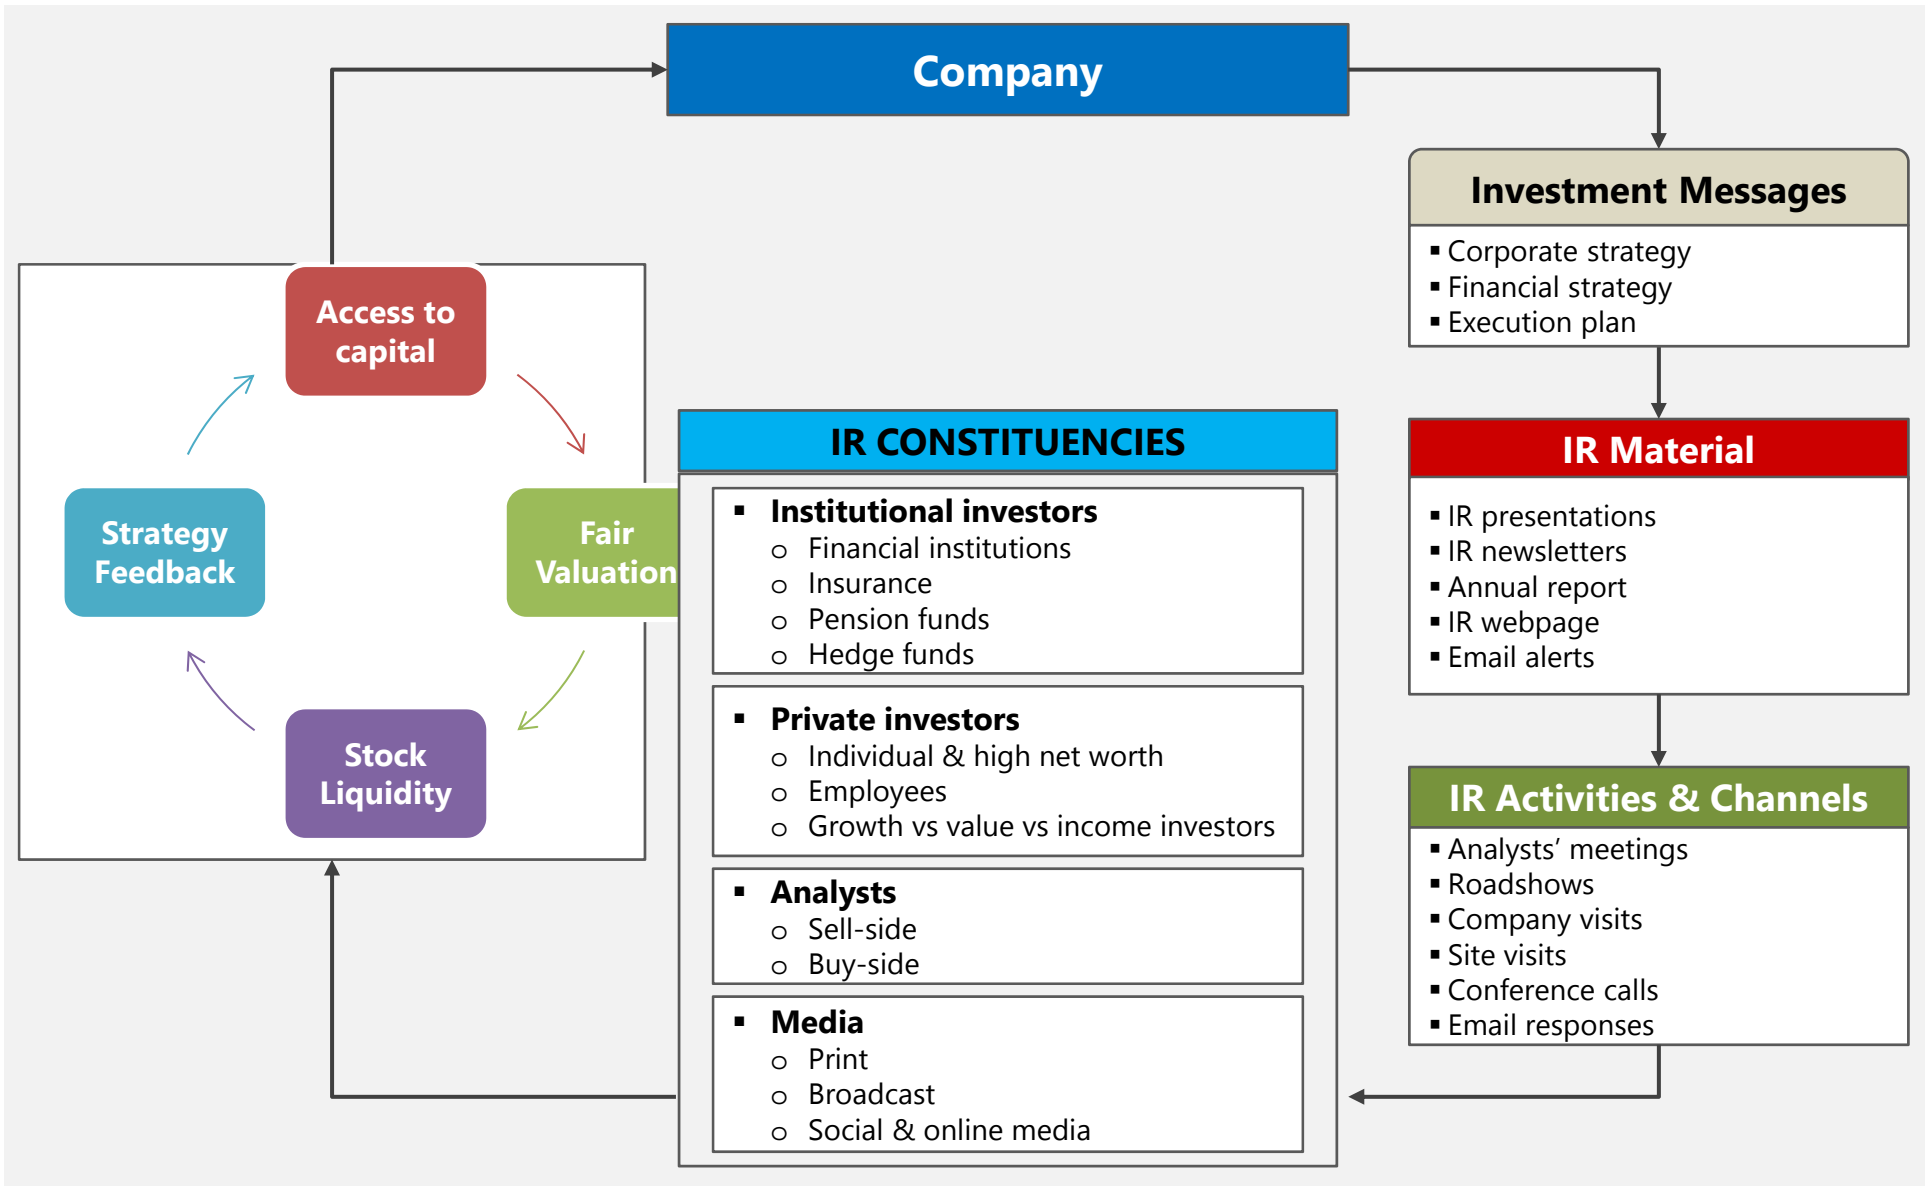 Company
Investment Messages
▪ Corporate strategy
▪ Financial strategy
▪ Execution plan
IR Material
▪ IR presentations
▪ IR newsletters
▪ Annual report
▪ IR webpage
▪ Email alerts
IR Activities & Channels
▪ Analysts’ meetings
▪ Roadshows
▪ Company visits
▪ Site visits
▪ Conference calls
▪ Email responses
IR CONSTITUENCIES
▪ Institutional investors
o Financial institutions
o Insurance
o Pension funds
o Hedge funds
▪ Private investors
o Individual & high net worth
o Employees
o Growth vs value vs income investors
▪ Analysts
o Sell-side
o Buy-side
▪ Media
o Print
o Broadcast
o Social & online media
Access to
capital
Fair
Valuation
Stock
Liquidity
Strategy
Feedback